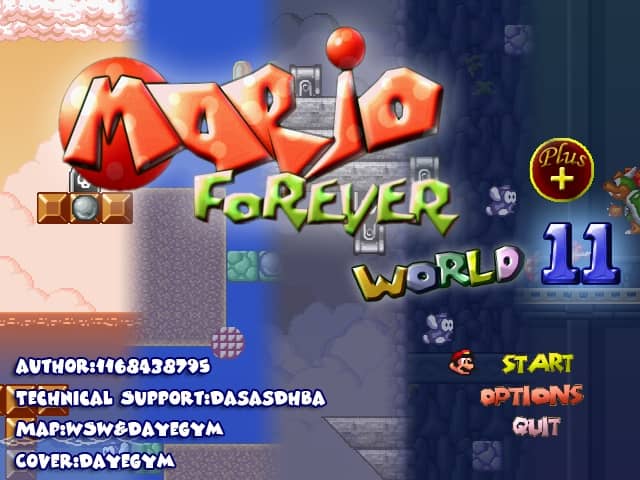 MARIO
FOREVER
Plus
+
WORLD 11
AUTHOR:1168438795
TECHNICAL SUPPORT:DASASDHBA
MAP:WSW&DAYEGYM
COVER:DAYEGYM
START
OPTIONS
QUIT